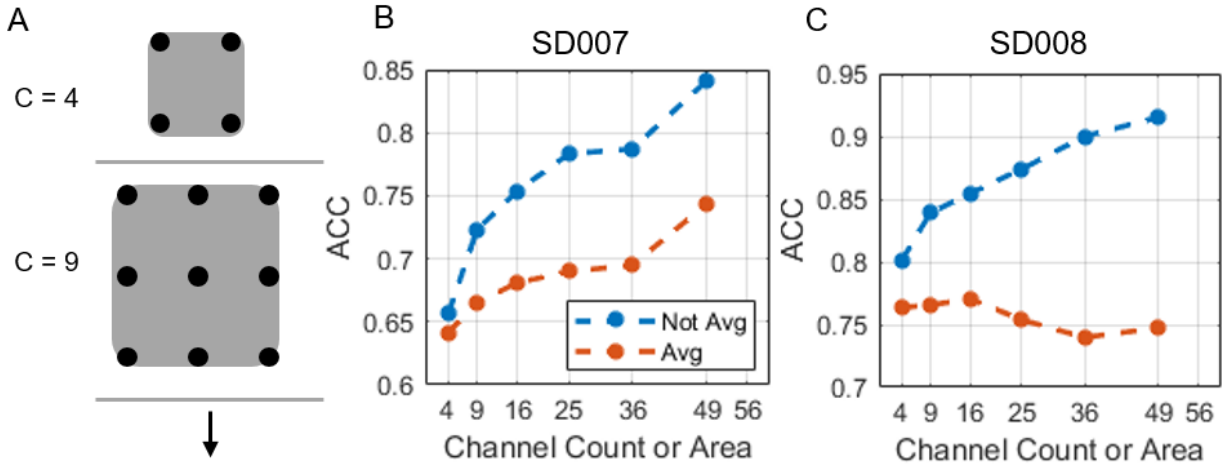 A
C = 4
C = 9
B
SD007
0.85
0.8
0.75
0.7
0.65
0.6
ACC
Not Avg
Avg
4 9 16 25 36 49 56
Channel Count or Area
C
SD008
0.95
0.9
0.85
0.8
0.75
0.7
ACC
4 9 16 25 36 49 56
Channel Count or Area